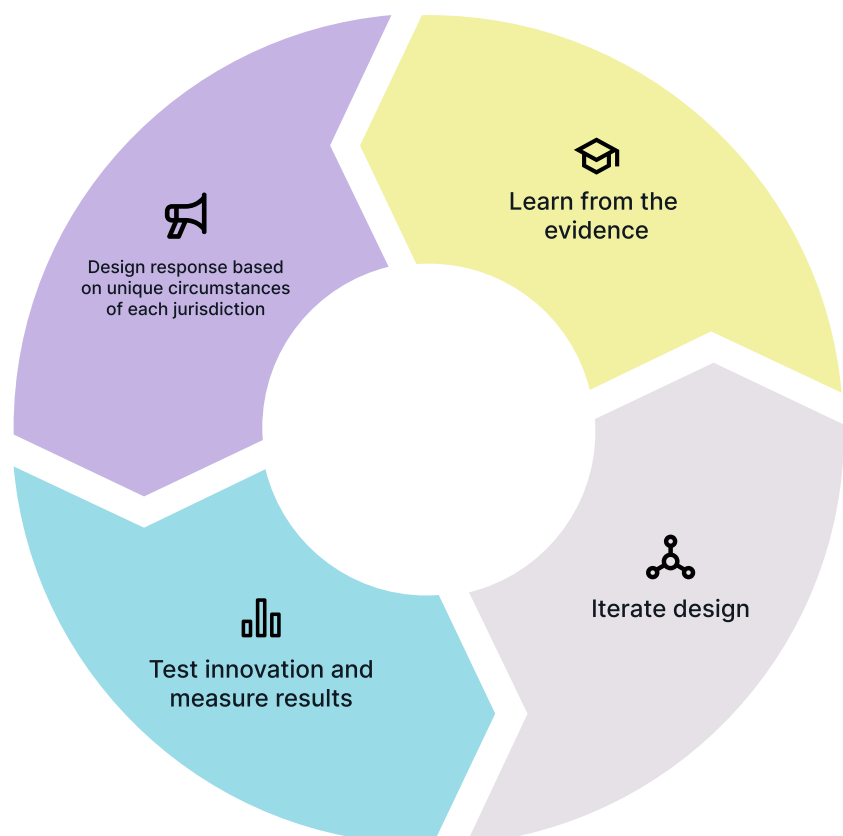 Learn from the
evidence
Design response based
on unique circumstances
of each jurisdiction
Iterate design
Test innovation and
measure results